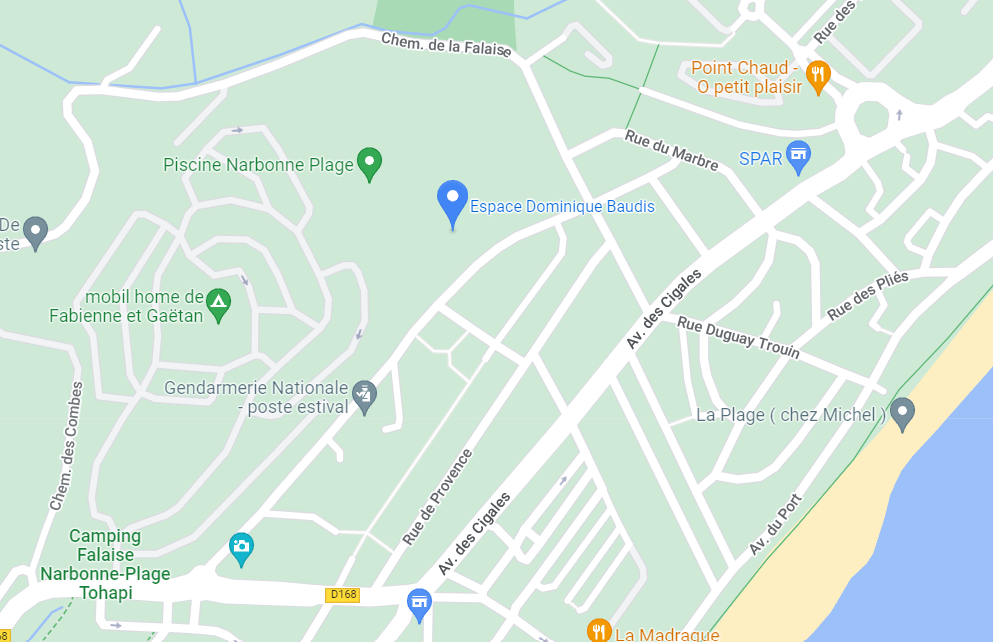 Rue des
Chem. de la Falaise
Point Chaud -
O petit plaisir
Rue du Marbre
SPAR
Piscine Narbonne Plage
Espace Dominique Baudis
De
ste
mobil home de
Fabienne et Gaëtan
Av. des Cigales
Rue des Pliés
Rue Duguay Trouin
Gendarmerie Nationale
- poste estival
La Plage ( chez Michel )
Chem. des Combes
Rue de Provence
Av. des Cigales
Av. du Port
Camping
Falaise
Narbonne-Plage
Tohapi
D168
68
La Madrague